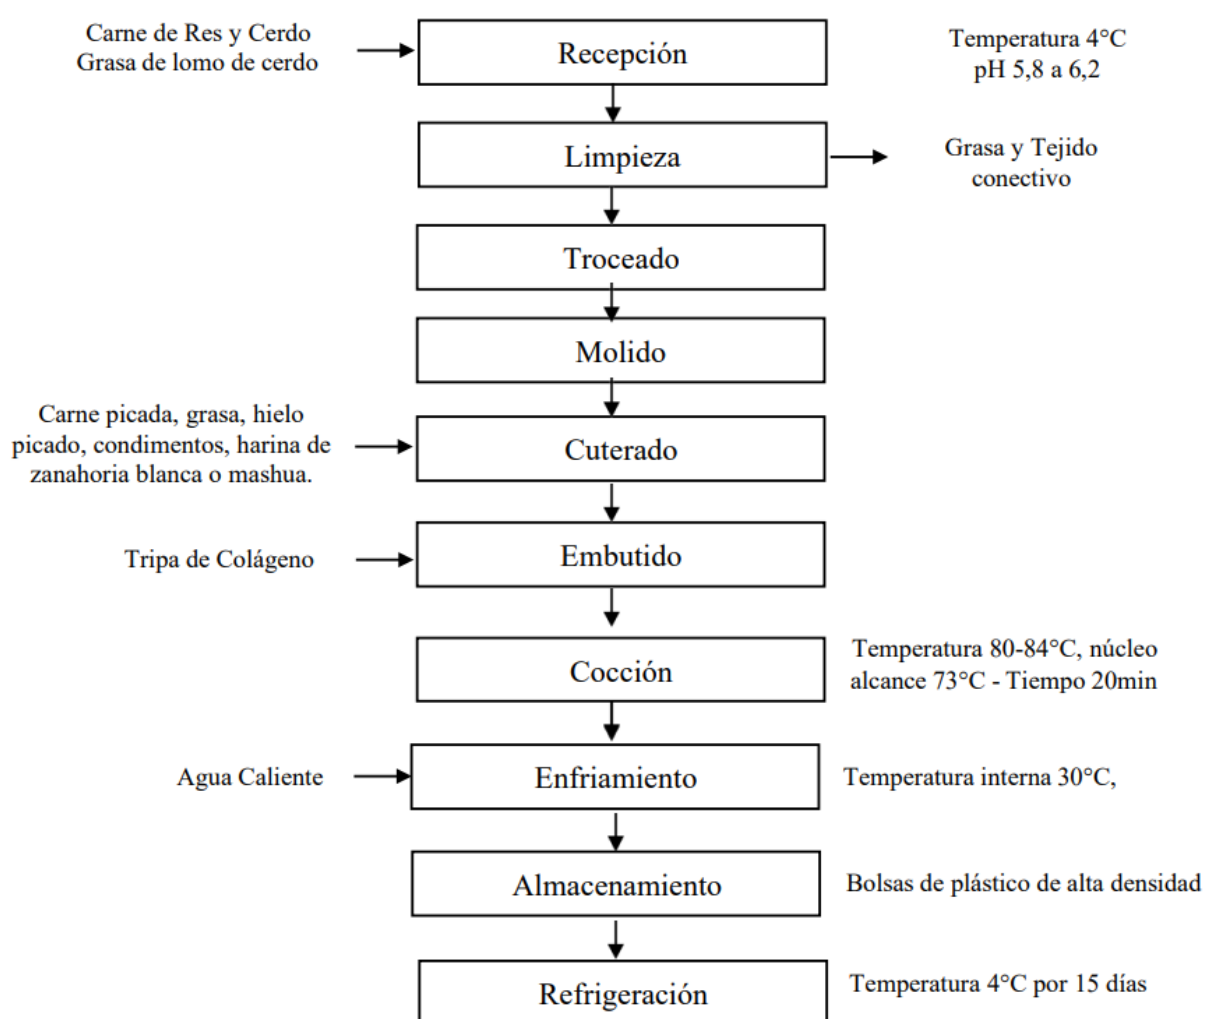 Carne de Res y Cerdo
Grasa de lomo de cerdo
Recepción
Temperatura 4°C
pH 5,8 a 6,2
Limpieza
Grasa y Tejido
conectivo
Troceado
Molido
Carne picada, grasa, hielo
picado, condimentos, harina de
zanahoria blanca o mashua.
Cuterado
Tripa de Colágeno
Embutido
Cocción
Temperatura 80-84°C, núcleo
alcance 73°C - Tiempo 20min
Agua Caliente
Enfriamiento
Temperatura interna 30°C,
Almacenamiento
Bolsas de plástico de alta densidad
Refrigeración
Temperatura 4°C por 15 días